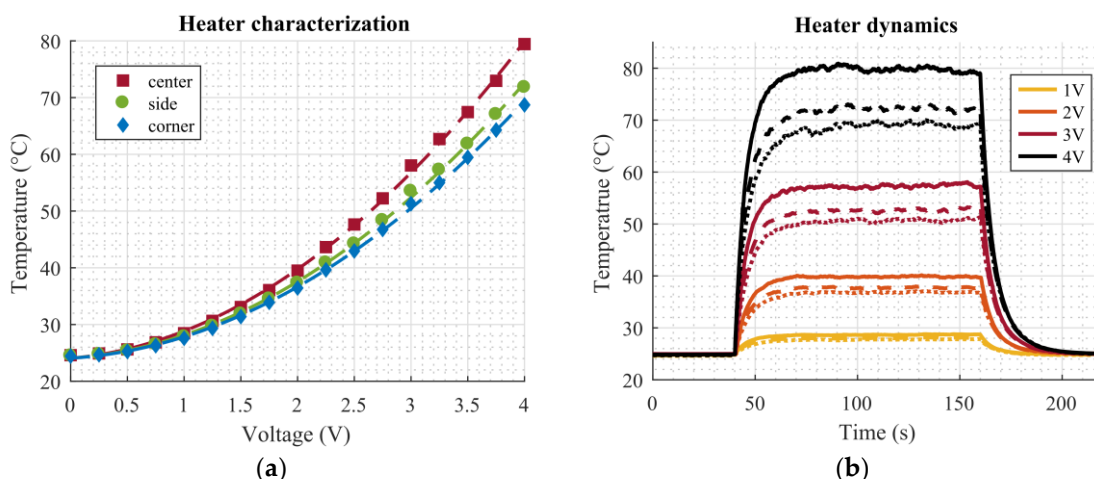 Heater characterization
80
70
60
50
40
30
20
Temperature (°C)
center
side
corner
0 0.5 1 1.5 2 2.5 3 3.5 4
Voltage (V)
(a)
Heater dynamics
80
70
60
50
40
30
20
Temperatrue (°C)
1V
2V
3V
4V
0 50 100 150 200
Time (s)
(b)